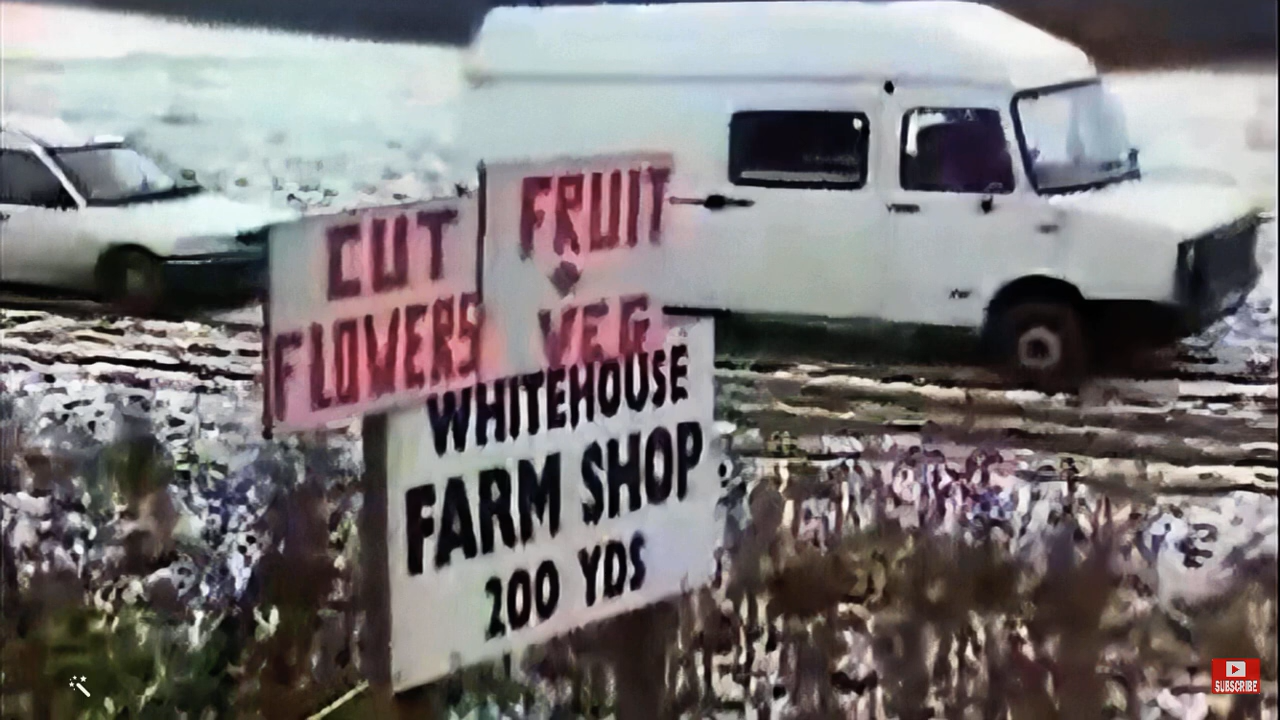 CUT
FLOWERS
FRUIT
VEG
WHITEHOUSE
FARM SHOP
200 YDS
SUBSCRIBE